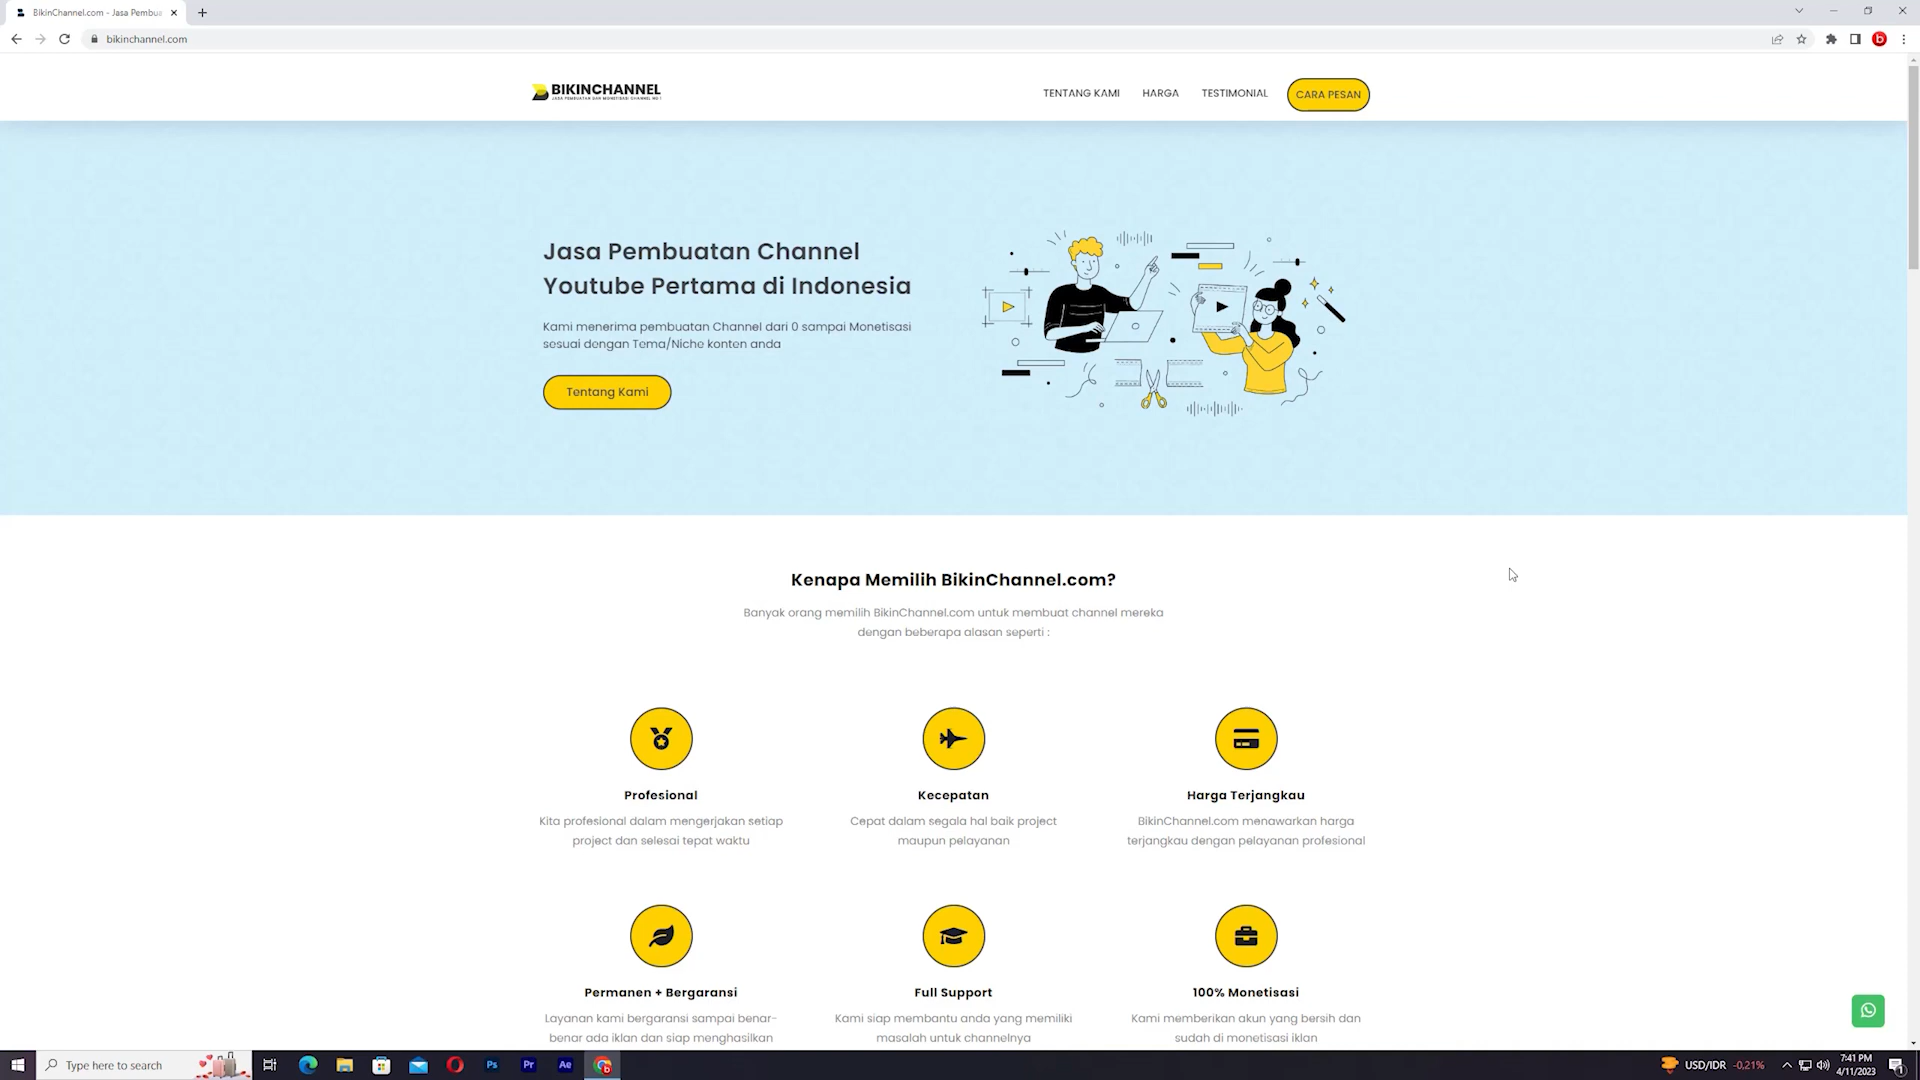 BikinChannel.com - Jasa Pembua
bikinchannel.com
BIKINCHANNEL
JASA PEMBUATAN DAN MONETISASI CHANNEL NO 1
TENTANG KAMI
HARGA
TESTIMONIAL
CARA PESAN
Jasa Pembuatan Channel
Youtube Pertama di Indonesia
Kami menerima pembuatan Channel dari 0 sampai Monetisasi
sesuai dengan Tema/Niche konten anda
Tentang Kami
Kenapa Memilih BikinChannel.com?
Banyak orang memilih BikinChannel.com untuk membuat channel mereka
dengan beberapa alasan seperti :
Profesional
Kita profesional dalam mengerjakan setiap
project dan selesai tepat waktu
Kecepatan
Cepat dalam segala hal baik project
maupun pelayanan
Harga Terjangkau
BikinChannel.com menawarkan harga
terjangkau dengan pelayanan profesional
Permanen + Bergaransi
Layanan kami bergaransi sampai benar-
benar ada iklan dan siap menghasilkan
Full Support
Kami siap membantu anda yang memiliki
masalah untuk channelnya
100% Monetisasi
Kami memberikan akun yang bersih dan
sudah di monetisasi iklan
Type here to search
Ps
Pr
Ae
USD/IDR -0,21%
7:41 PM
4/11/2023